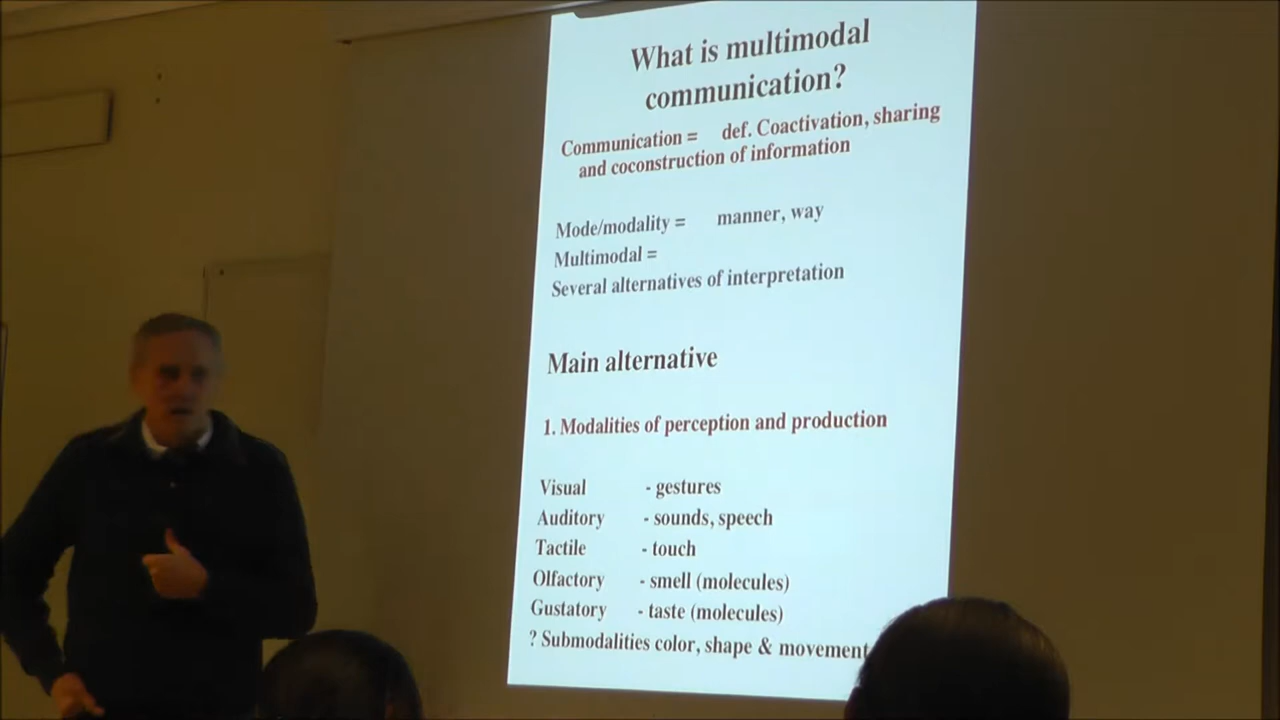 What is multimodal
communication?
Communication = def. Coactivation, sharing
and coconstruction of information
Mode/modality = manner, way
Multimodal =
Several alternatives of interpretation
Main alternative
1. Modalities of perception and production
Visual - gestures
Auditory - sounds, speech
Tactile - touch
Olfactory - smell (molecules)
Gustatory - taste (molecules)
? Submodalities color, shape & movement